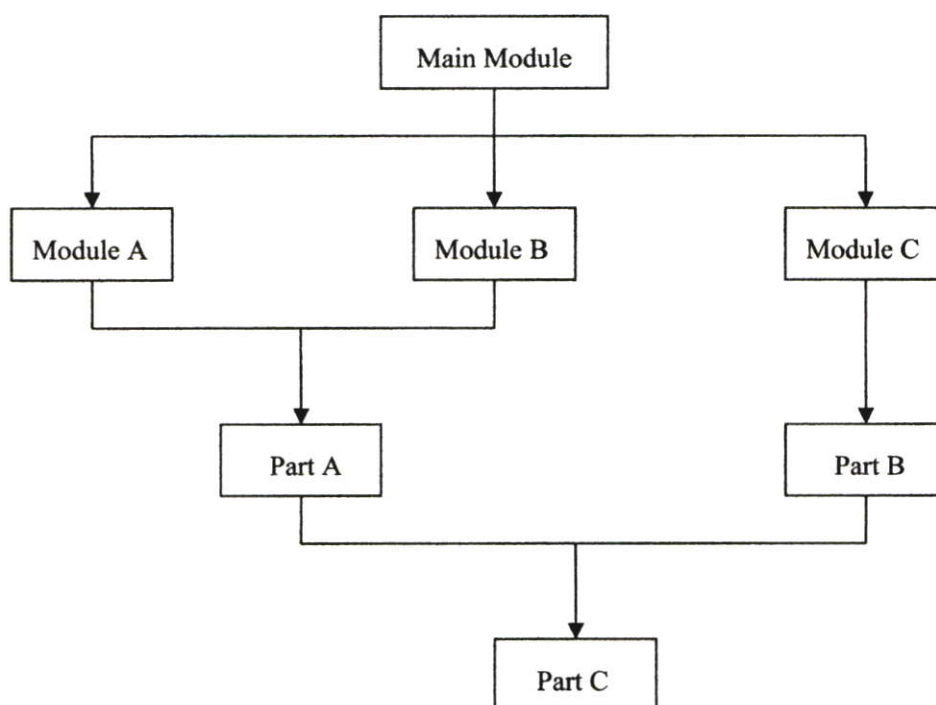 Main Module
Module A
Module B
Module C
Part A
Part B
Part C